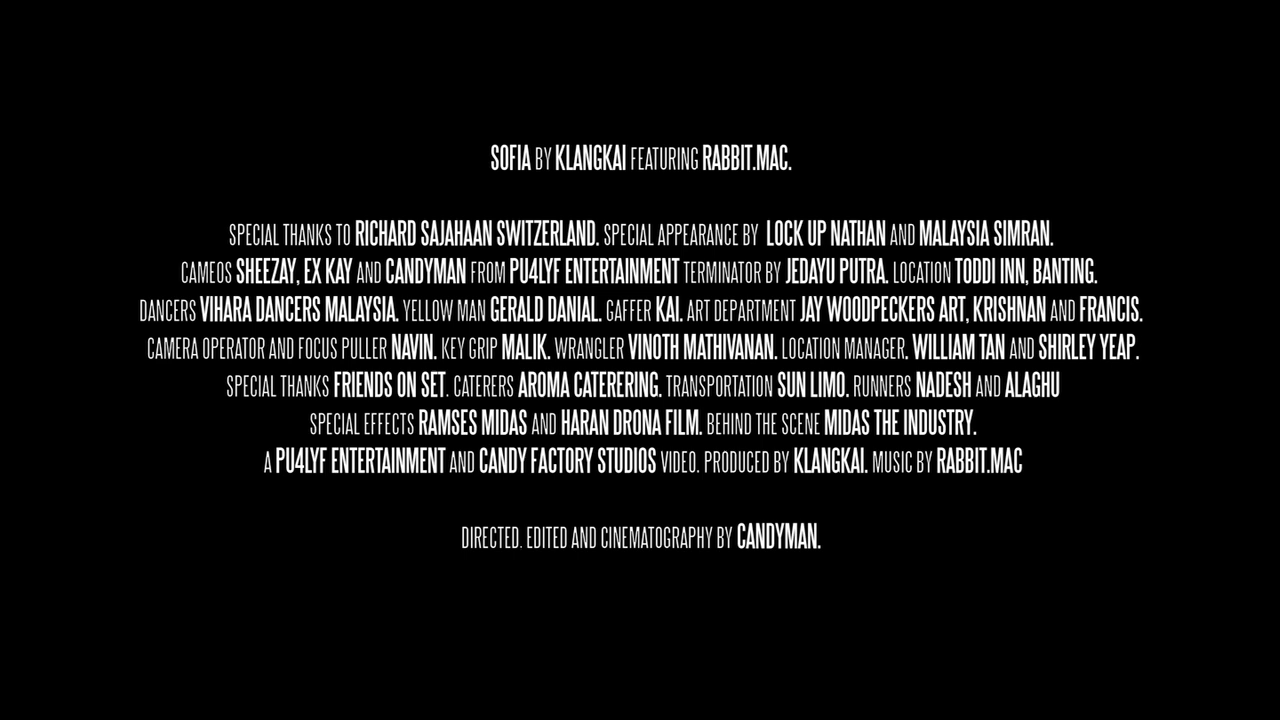 SOFIA BY KLANGKAI FEATURING RABBIT.MAC.
SPECIAL THANKS TO RICHARD SAJAHAAN SWITZERLAND. SPECIAL APPEARANCE BY LOCK UP NATHAN AND MALAYSIA SIMRAN.
CAMEOS SHEEZAY, EX KAY AND CANDYMAN FROM PU4LYF ENTERTAINMENT TERMINATOR BY JEDAYU PUTRA. LOCATION TODDI INN, BANTING.
DANCERS VIHARA DANCERS MALAYSIA. YELLOW MAN GERALD DANIAL. GAFFER KAI. ART DEPARTMENT JAY WOODPECKERS ART, KRISHNAN AND FRANCIS.
CAMERA OPERATOR AND FOCUS PULLER NAVIN. KEY GRIP MALIK. WRANGLER VINOTH MATHIVANAN. LOCATION MANAGER. WILLIAM TAN AND SHIRLEY YEAP.
SPECIAL THANKS FRIENDS ON SET. CATERERS AROMA CATERERING. TRANSPORTATION SUN LIMO. RUNNERS NADESH AND ALAGHU
SPECIAL EFFECTS RAMSES MIDAS AND HARAN DRONA FILM. BEHIND THE SCENE MIDAS THE INDUSTRY.
A PU4LYF ENTERTAINMENT AND CANDY FACTORY STUDIOS VIDEO. PRODUCED BY KLANGKAI. MUSIC BY RABBIT.MAC
DIRECTED. EDITED AND CINEMATOGRAPHY BY CANDYMAN.